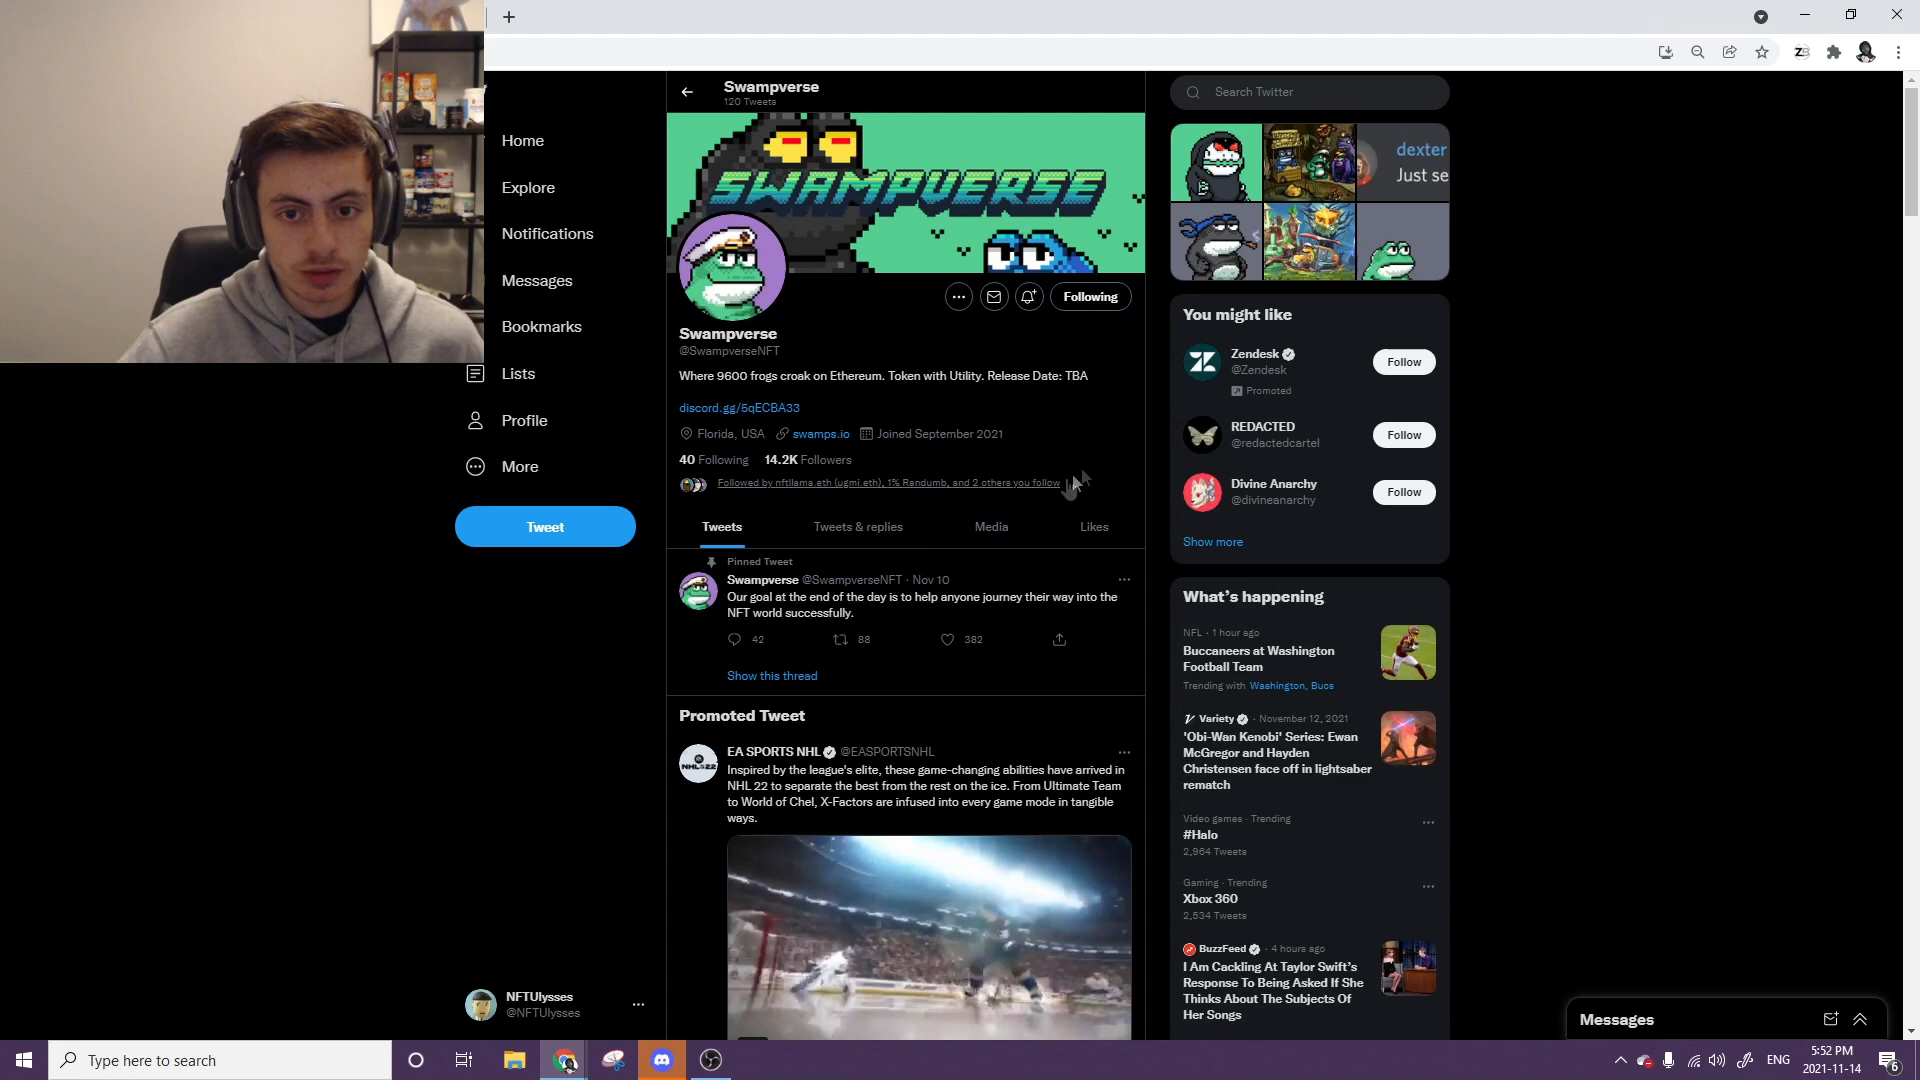 Swampverse
120 Tweets
Search Twitter
Home
Explore
Notifications
Messages
Bookmarks
Lists
Profile
More
Tweet
SWAMPVERSE
dexter
Just se
Following
Swampverse
@SwampverseNFT
Where 9600 frogs croak on Ethereum. Token with Utility. Release Date: TBA
discord.gg/5qECBA33
Florida, USA swamps.io Joined September 2021
40 Following 14.2K Followers
Followed by nftllama.eth (ugmi.eth), 1% Randumb, and 2 others you follow
Tweets Tweets & replies Media Likes
Pinned Tweet
Swampverse @SwampverseNFT · Nov 10
Our goal at the end of the day is to help anyone journey their way into the
NFT world successfully.
42 88 382
Show this thread
Promoted Tweet
EA SPORTS NHL @EASPORTSNHL
NHL 22
Inspired by the league's elite, these game-changing abilities have arrived in
NHL 22 to separate the best from the rest on the ice. From Ultimate Team
to World of Chel, X-Factors are infused into every game mode in tangible
ways.
You might like
Zendesk
@Zendesk
Promoted
Follow
REDACTED
@redactedcartel
Follow
Divine Anarchy
@divineanarchy
Follow
Show more
What's happening
NFL · 1 hour ago
Buccaneers at Washington
Football Team
Trending with Washington, Bucs
Variety · November 12, 2021
'Obi-Wan Kenobi' Series: Ewan
McGregor and Hayden
Christensen face off in lightsaber
rematch
Video games · Trending
#Halo
2,964 Tweets
Gaming · Trending
Xbox 360
2,534 Tweets
BuzzFeed · 4 hours ago
I Am Cackling At Taylor Swift's
Response To Being Asked If She
Thinks About The Subjects Of
Her Songs
NFTUlysses
@NFTUlysses
Messages
Type here to search
ENG
5:52 PM
2021-11-14
6